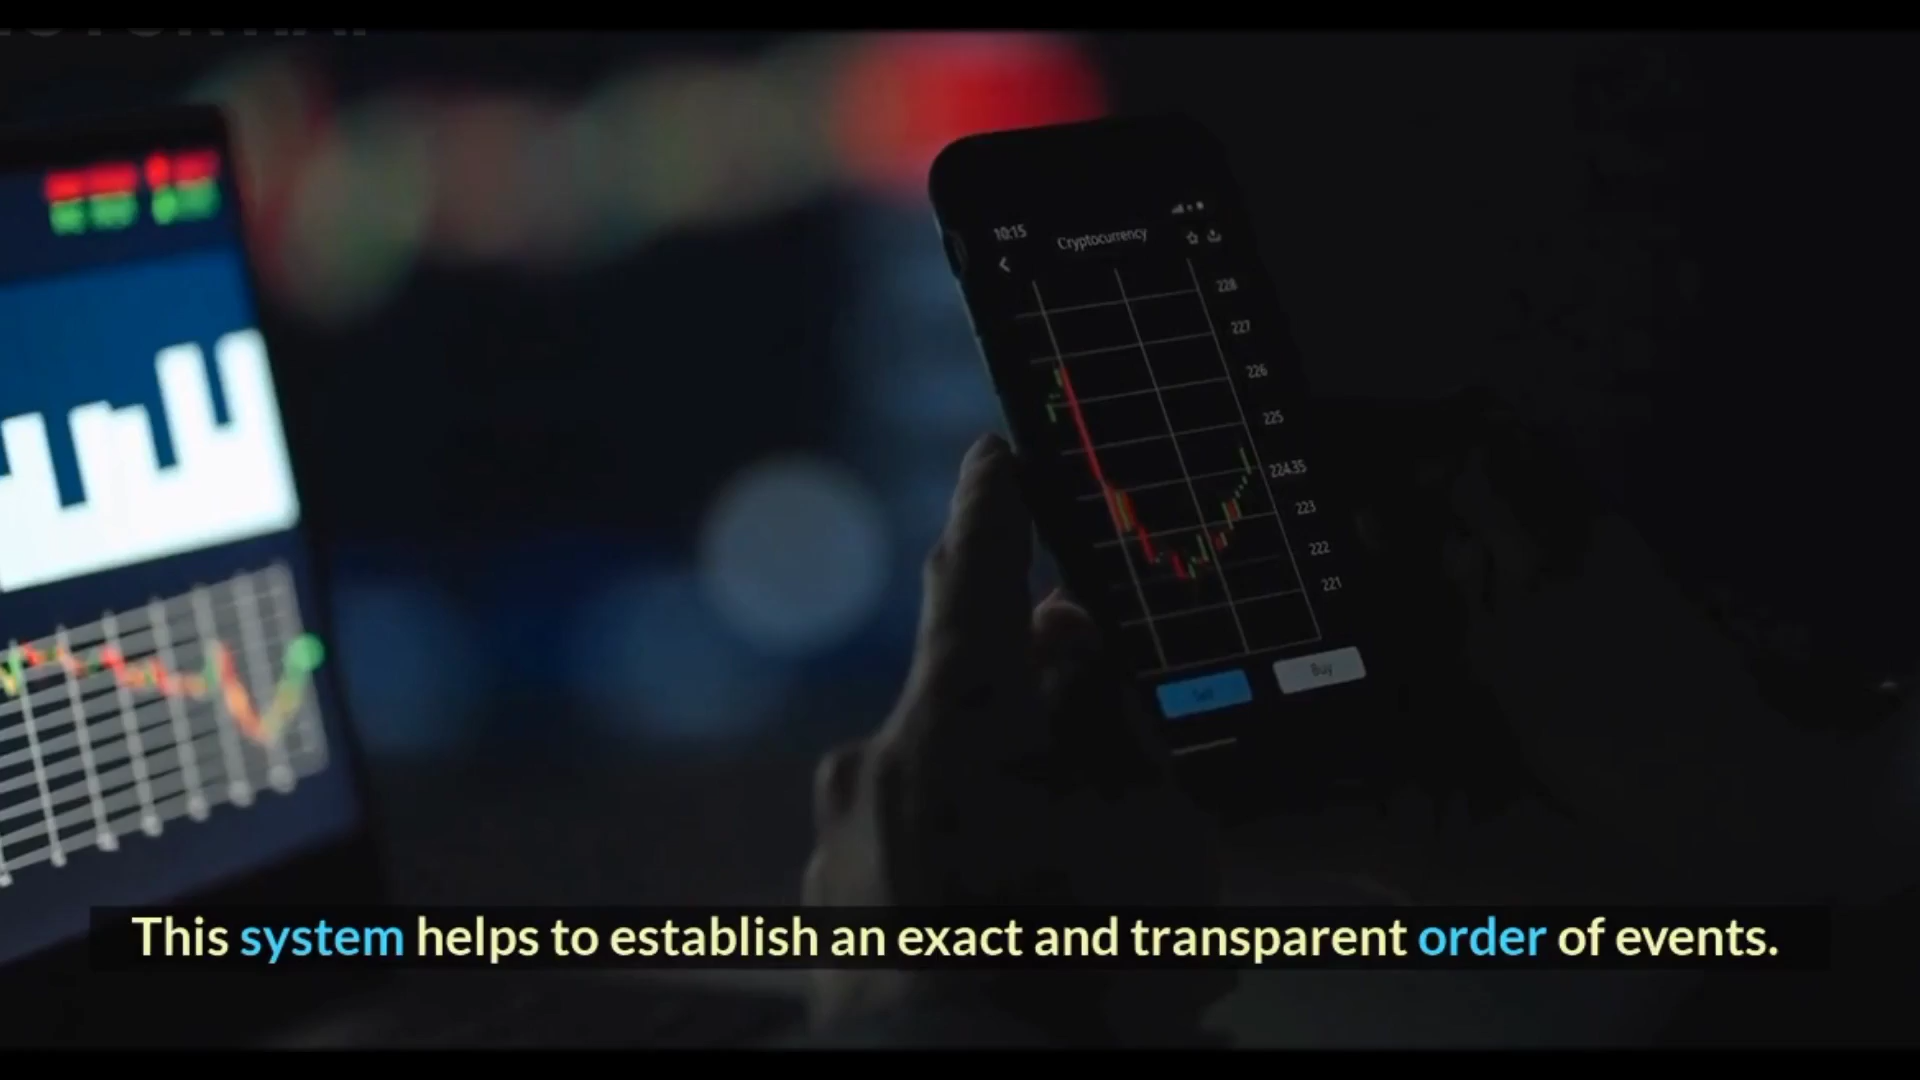 10:15
Cryptocurrency
228
227
226
225
224.35
223
222
221
Sell
Buy
This system helps to establish an exact and transparent order of events.